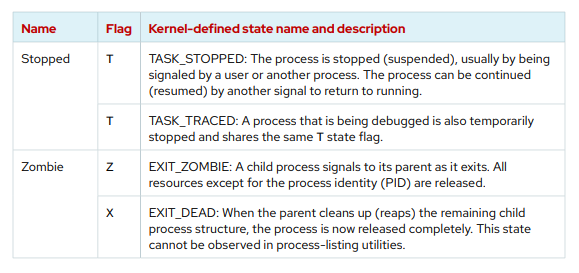 Name Flag Kernel-defined state name and description
Stopped T TASK_STOPPED: The process is stopped (suspended), usually by being
signaled by a user or another process. The process can be continued
(resumed) by another signal to return to running.
T TASK_TRACED: A process that is being debugged is also temporarily
stopped and shares the same T state flag.
Zombie Z EXIT_ZOMBIE: A child process signals to its parent as it exits. All
resources except for the process identity (PID) are released.
X EXIT_DEAD: When the parent cleans up (reaps) the remaining child
process structure, the process is now released completely. This state
cannot be observed in process-listing utilities.